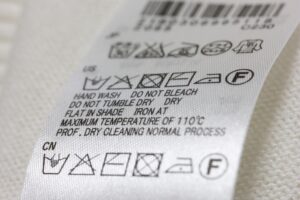 US
HAND WASH DO NOT BLEACH
DO NOT TUMBLE DRY DRY
FLAT IN SHADE IRON AT
MAXIMUM TEMPERATURE OF 110°C
PROF. DRY CLEANING NORMAL PROCESS
F
CN
F